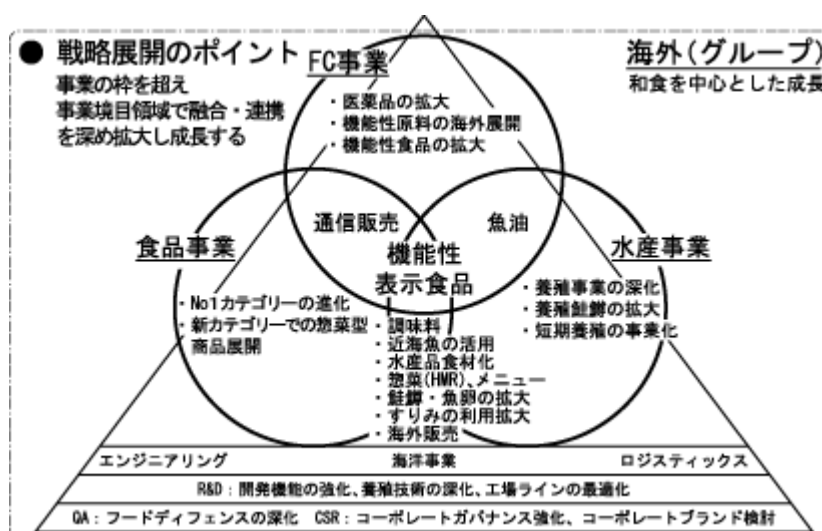 ● 戦略展開のポイント
事業の枠を超え
事業境目領域で融合・連携
を深め拡大し成長する
FC事業
・医薬品の拡大
・機能性原料の海外展開
・機能性食品の拡大
海外(グループ)
和食を中心とした成長
通信販売
魚油
機能性
表示食品
食品事業
・No1カテゴリーの進化
・新カテゴリーでの惣菜型
商品展開
水産事業
・養殖事業の深化
・養殖鮭鱒の拡大
・短期養殖の事業化
・調味料
・近海魚の活用
・水産品食材化
・惣菜(HMR)、メニュー
・鮭鱒・魚卵の拡大
・すりみの利用拡大
・海外販売
エンジニアリング 海洋事業 ロジスティックス
R&D：開発機能の強化、養殖技術の深化、工場ラインの最適化
QA：フードディフェンスの深化 CSR：コーポレートガバナンス強化、コーポレートブランド検討